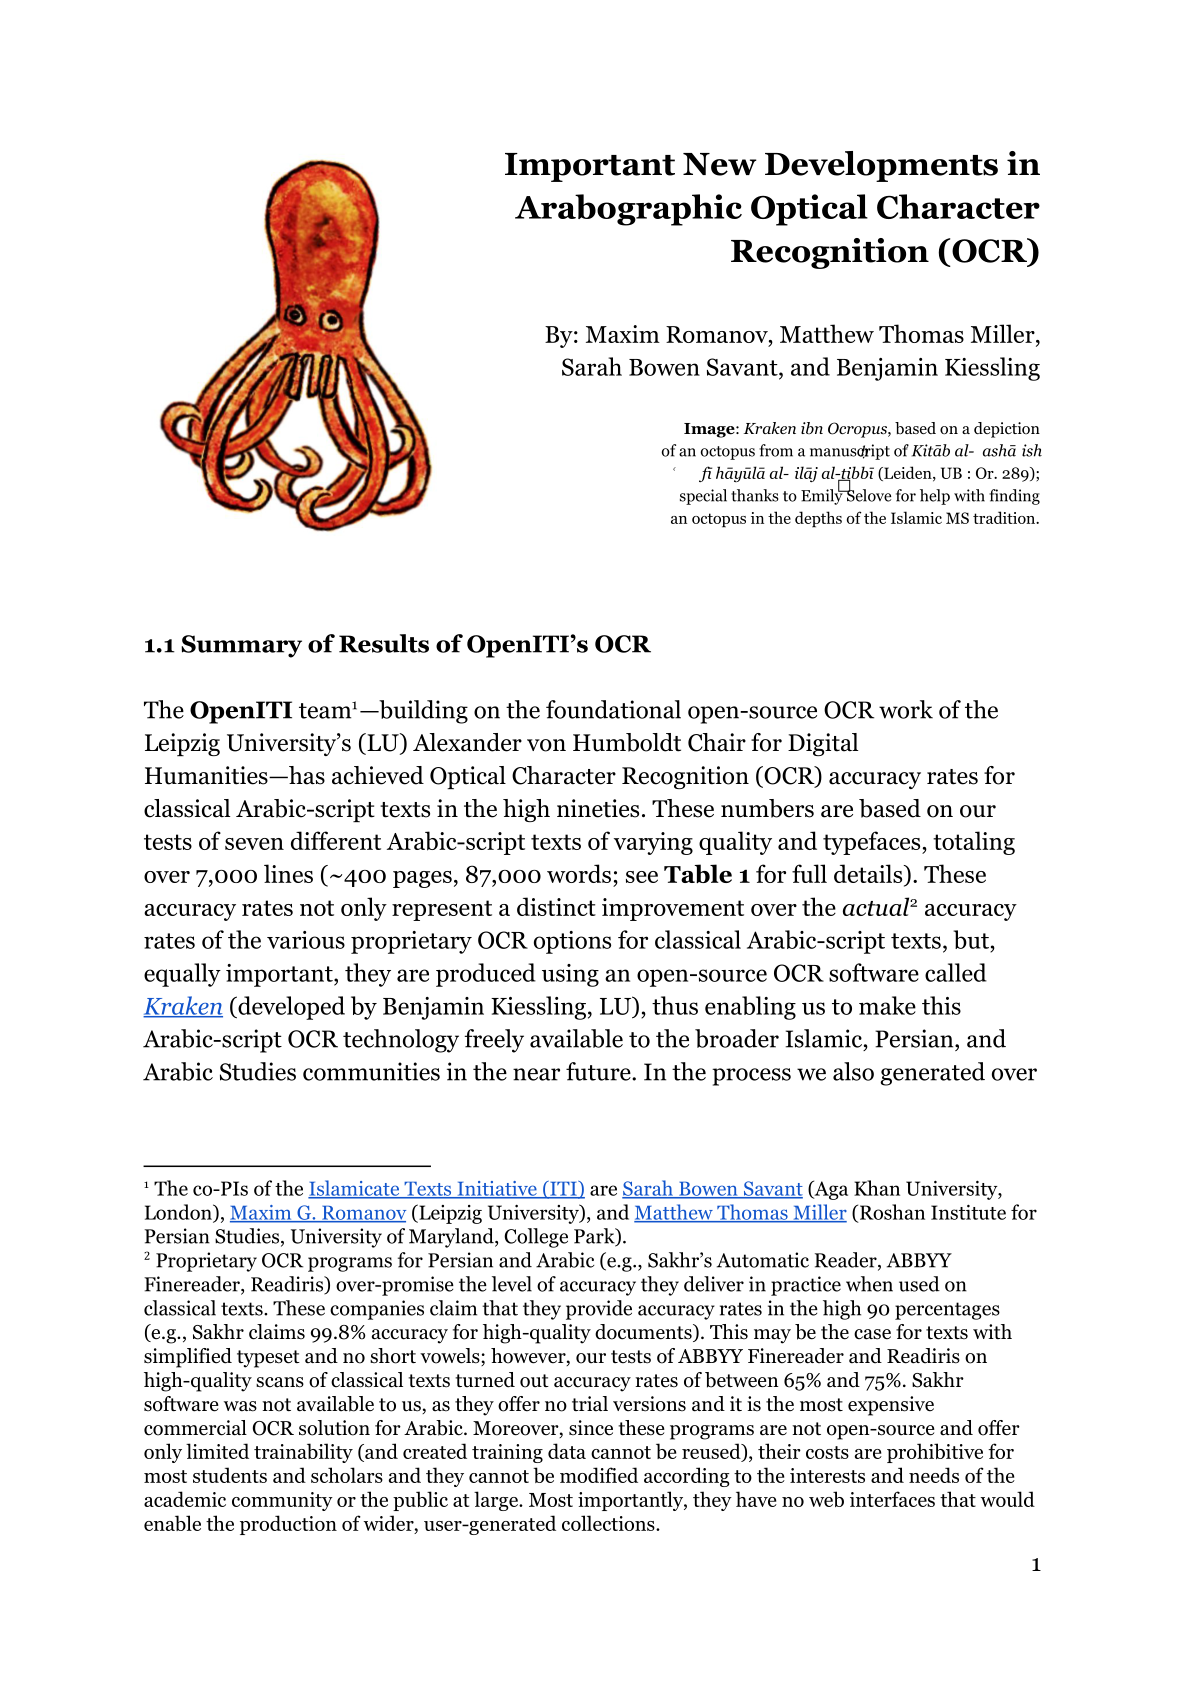 Important New Developments in
Arabographic Optical Character
Recognition (OCR)
By: Maxim Romanov, Matthew Thomas Miller,
Sarah Bowen Savant, and Benjamin Kiessling
Image: Kraken ibn Ocropus, based on a depiction
of an octopus from a manuscript of Kitāb al- ashā ish
fī hāyūlā al- ilāj al-tibbī (Leiden, UB : Or. 289);
special thanks to Emily Selove for help with finding
an octopus in the depths of the Islamic MS tradition.
1.1 Summary of Results of OpenITI’s OCR
The OpenITI team¹—building on the foundational open-source OCR work of the
Leipzig University’s (LU) Alexander von Humboldt Chair for Digital
Humanities—has achieved Optical Character Recognition (OCR) accuracy rates for
classical Arabic-script texts in the high nineties. These numbers are based on our
tests of seven different Arabic-script texts of varying quality and typefaces, totaling
over 7,000 lines (~400 pages, 87,000 words; see Table 1 for full details). These
accuracy rates not only represent a distinct improvement over the actual² accuracy
rates of the various proprietary OCR options for classical Arabic-script texts, but,
equally important, they are produced using an open-source OCR software called
Kraken (developed by Benjamin Kiessling, LU), thus enabling us to make this
Arabic-script OCR technology freely available to the broader Islamic, Persian, and
Arabic Studies communities in the near future. In the process we also generated over
¹ The co-PIs of the Islamicate Texts Initiative (ITI) are Sarah Bowen Savant (Aga Khan University,
London), Maxim G. Romanov (Leipzig University), and Matthew Thomas Miller (Roshan Institute for
Persian Studies, University of Maryland, College Park).
² Proprietary OCR programs for Persian and Arabic (e.g., Sakhr’s Automatic Reader, ABBYY
Finereader, Readiris) over-promise the level of accuracy they deliver in practice when used on
classical texts. These companies claim that they provide accuracy rates in the high 90 percentages
(e.g., Sakhr claims 99.8% accuracy for high-quality documents). This may be the case for texts with
simplified typeset and no short vowels; however, our tests of ABBYY Finereader and Readiris on
high-quality scans of classical texts turned out accuracy rates of between 65% and 75%. Sakhr
software was not available to us, as they offer no trial versions and it is the most expensive
commercial OCR solution for Arabic. Moreover, since these programs are not open-source and offer
only limited trainability (and created training data cannot be reused), their costs are prohibitive for
most students and scholars and they cannot be modified according to the interests and needs of the
academic community or the public at large. Most importantly, they have no web interfaces that would
enable the production of wider, user-generated collections.
1